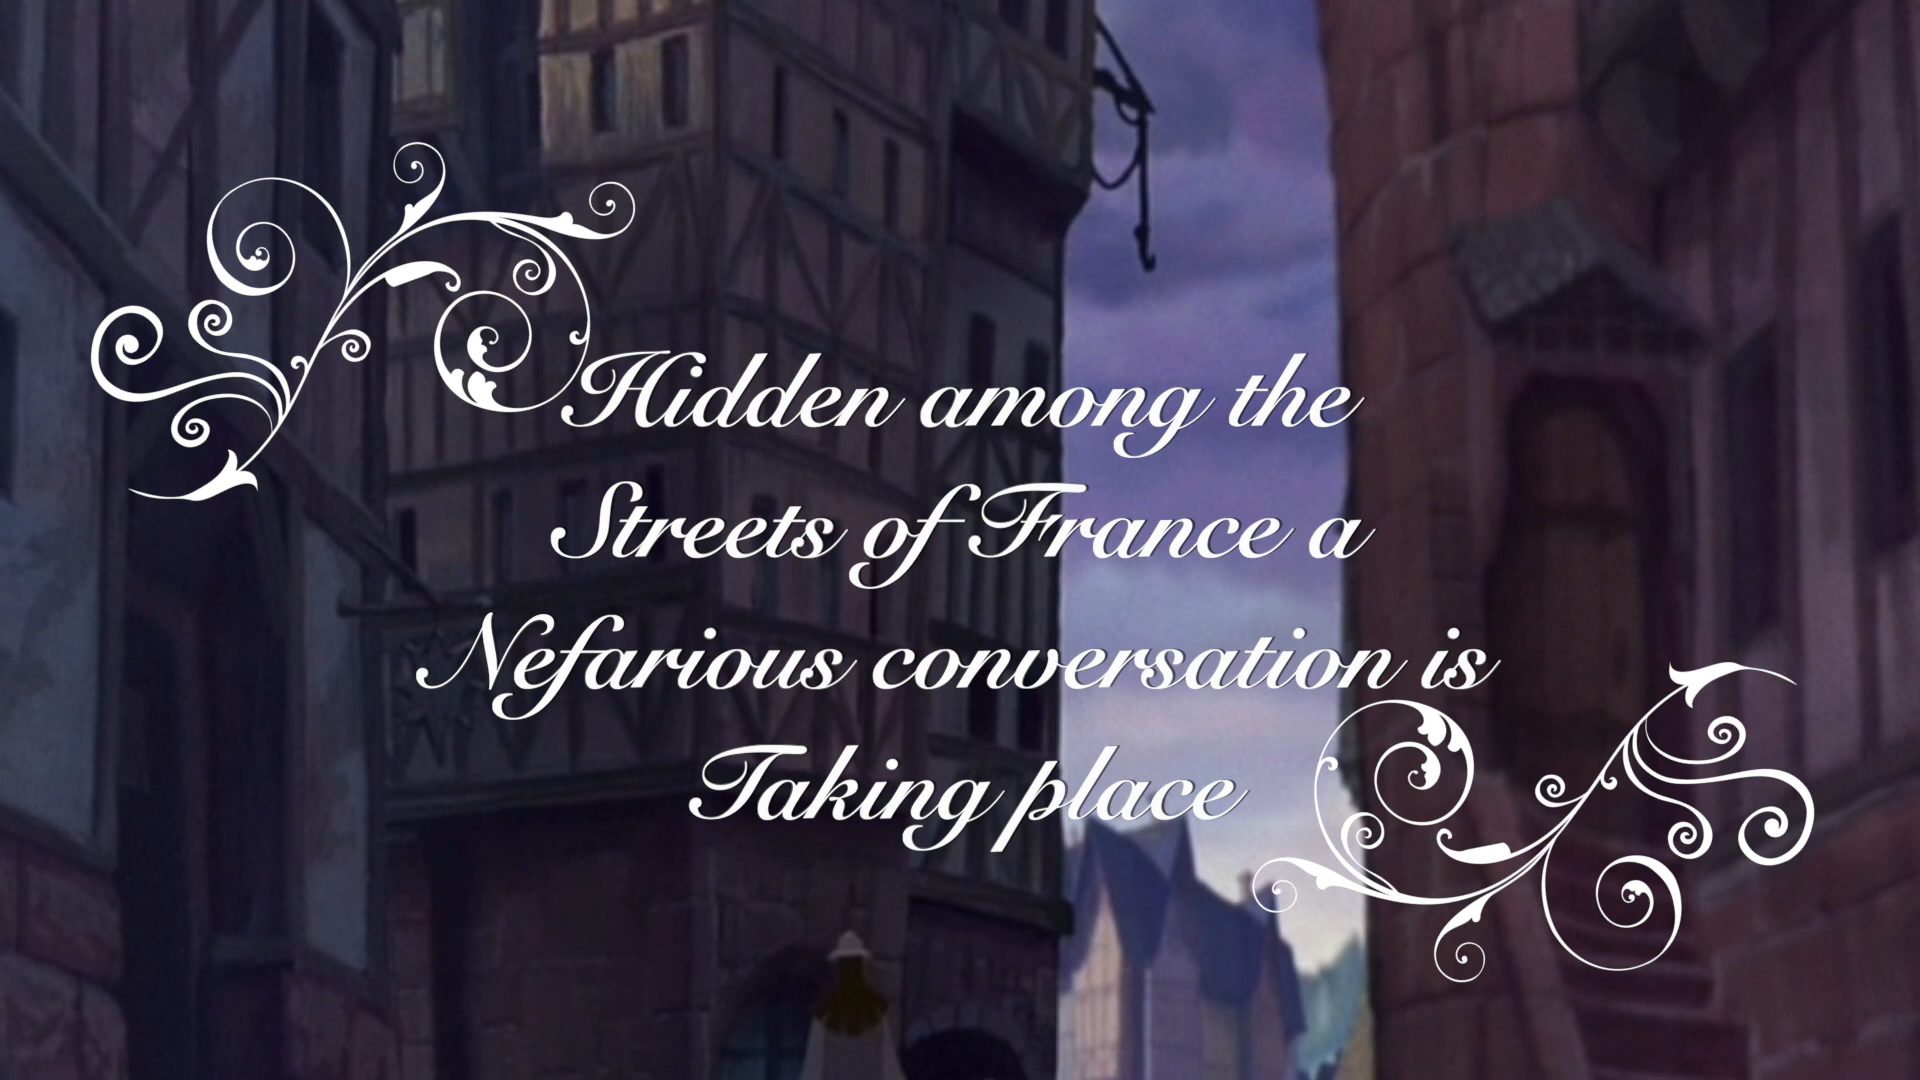 Hidden among the
Streets of France a
Nefarious conversation is
Taking place